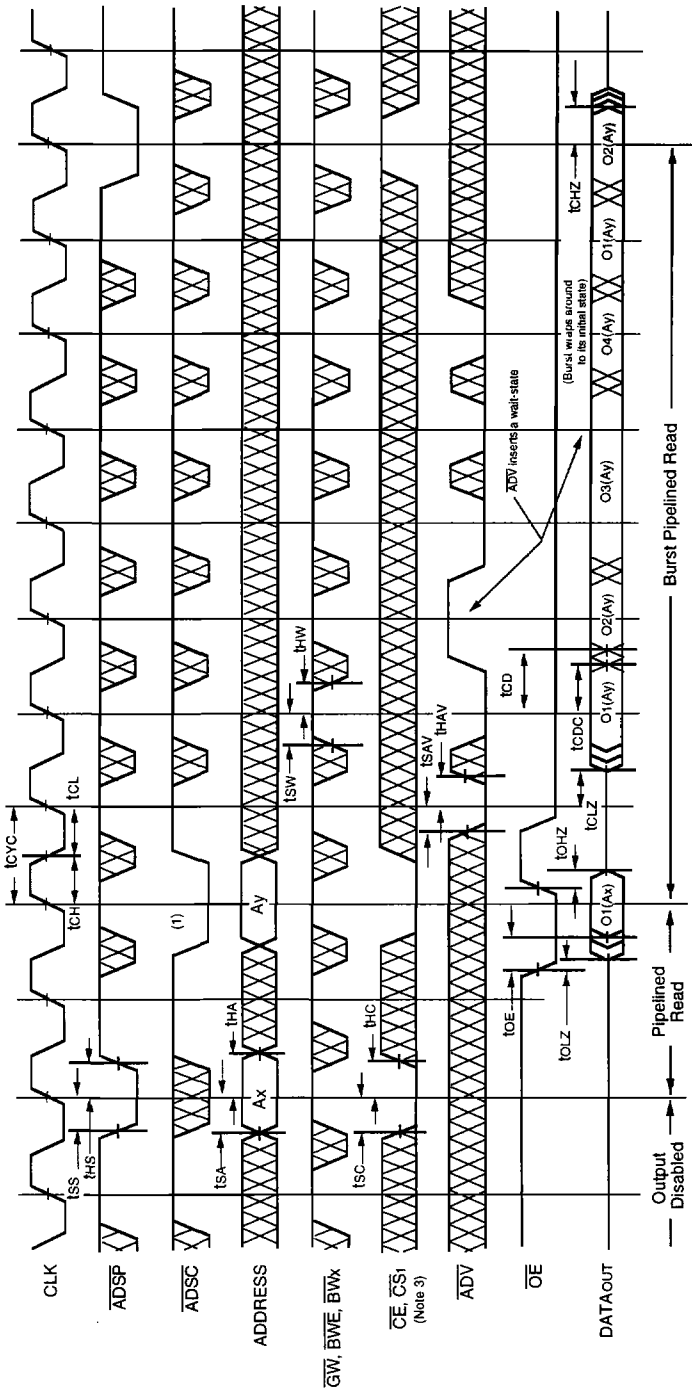 CLK
tCYC
tCH
tCL
ADSP
tSS
tHS
ADSC
(1)
ADDRESS
tSA
tHA
Ax
Ay
GW, BWE, BWx
tSW
tHW
CE, CS1
(Note 3)
tSC
tHC
ADV
tSAV
tHAV
ADV inserts a wait-state
OE
tOE
tOLZ
tOHZ
tCD
tCDC
tCLZ
tCHZ
(Burst wraps around
to its initial state)
DATAOUT
O1(Ax)
O1(Ay)
O2(Ay)
O3(Ay)
O4(Ay)
O1(Ay)
O2(Ay)
Output
Disabled
Pipelined
Read
Burst Pipelined Read